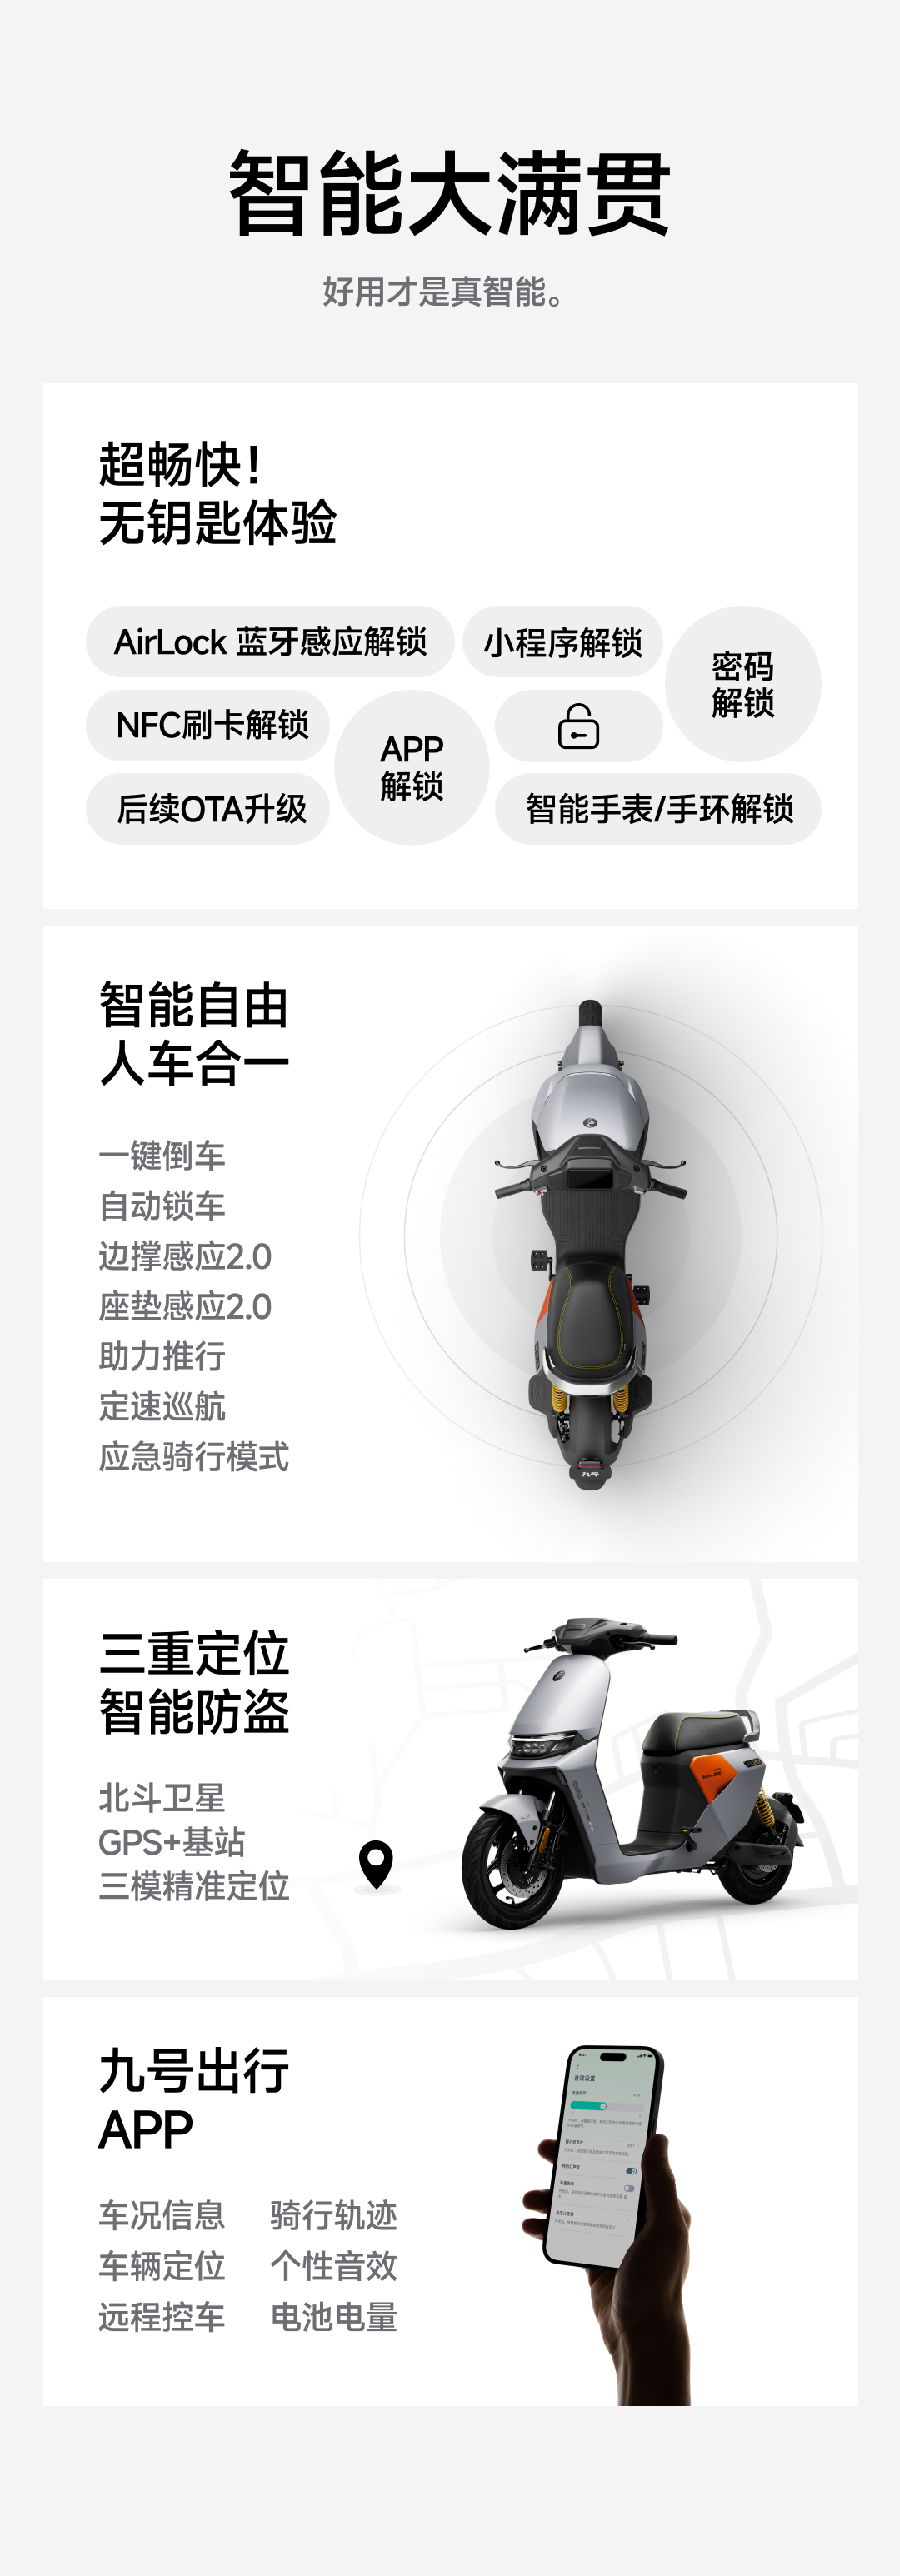 智能大满贯
好用才是真智能。
超畅快！
无钥匙体验
AirLock 蓝牙感应解锁
小程序解锁
密码
解锁
NFC刷卡解锁
APP
解锁
后续OTA升级
智能手表/手环解锁
智能自由
人车合一
一键倒车
自动锁车
边撑感应2.0
座垫感应2.0
助力推行
定速巡航
应急骑行模式
九号
三重定位
智能防盗
北斗卫星
GPS+基站
三模精准定位
九号出行
APP
车况信息
骑行轨迹
车辆定位
个性音效
远程控车
电池电量
音效设置